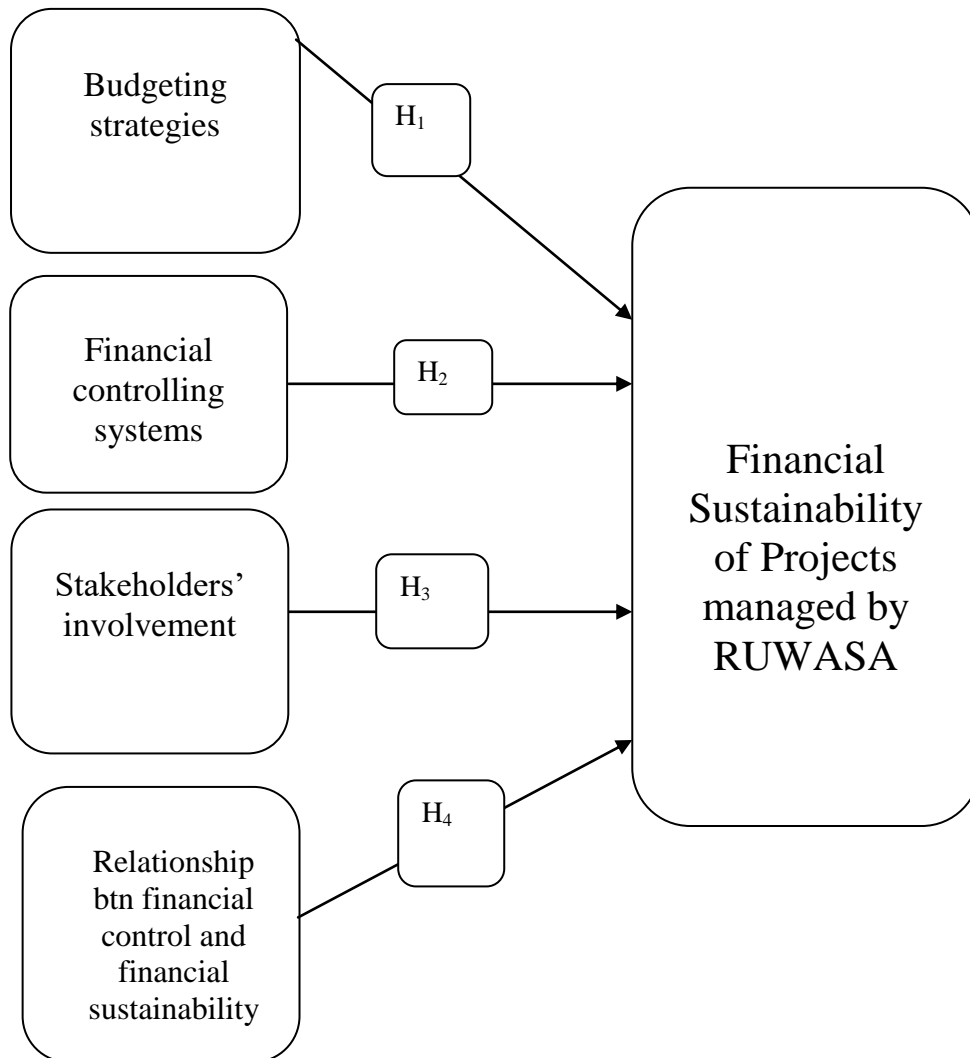 Budgeting
strategies
H₁
Financial
controlling
systems
H₂
Stakeholders’
involvement
H₃
Relationship
btn financial
control and
financial
sustainability
H₄
Financial
Sustainability
of Projects
managed by
RUWASA